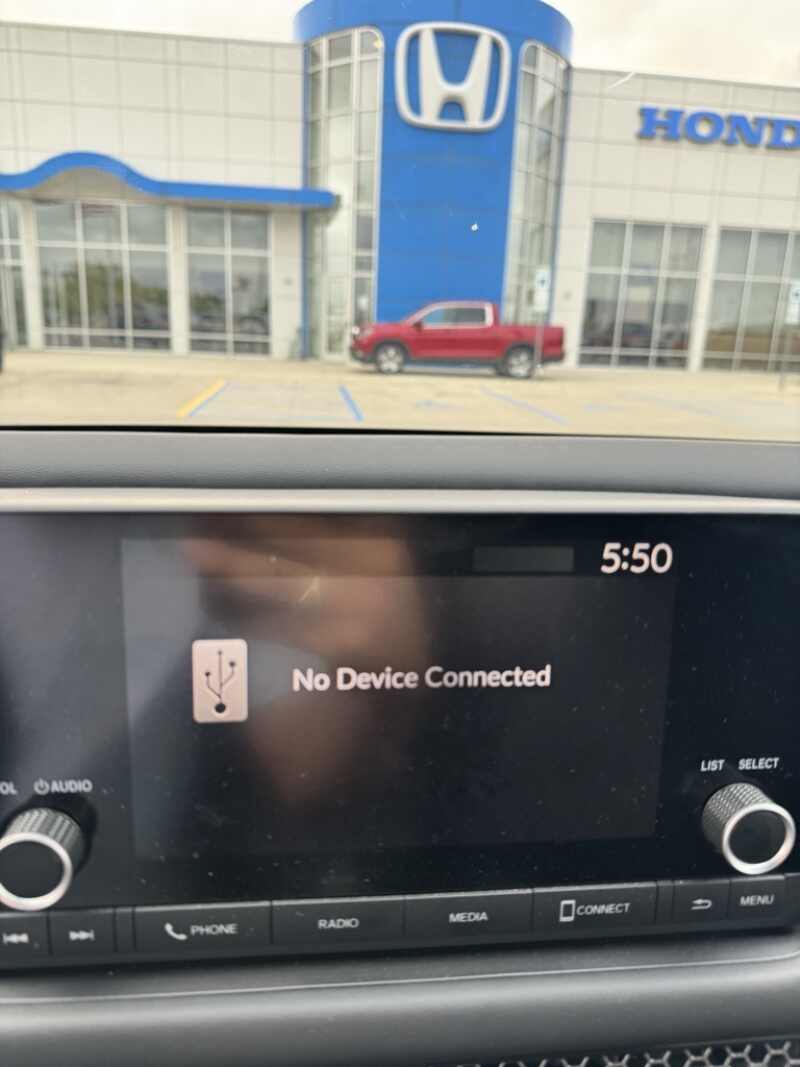 HOND
5:50
No Device Connected
LIST SELECT
OL AUDIO
PHONE RADIO MEDIA CONNECT MENU